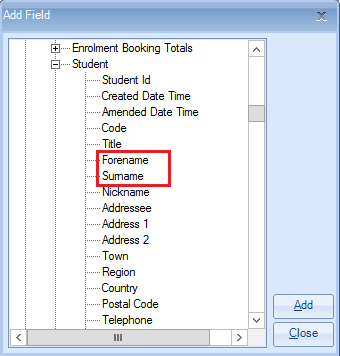 Add Field
Enrolment Booking Totals
Student
Student Id
Created Date Time
Amended Date Time
Code
Title
Forename
Surname
Nickname
Addressee
Address 1
Address 2
Town
Region
Country
Postal Code
Telephone
Add
Close